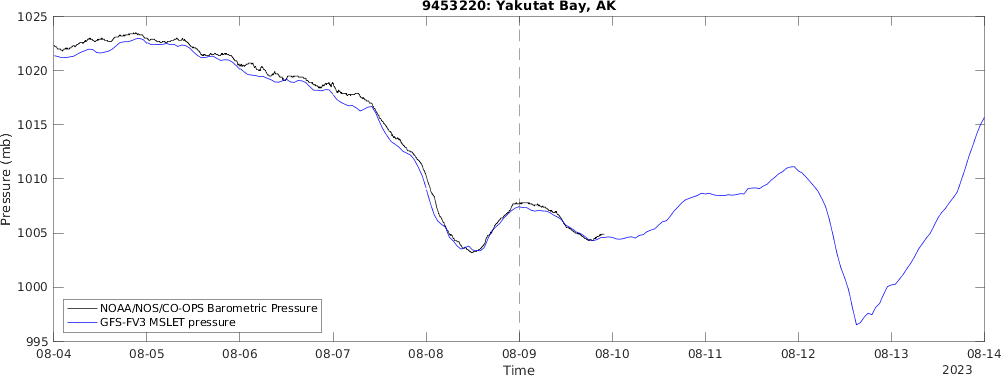 9453220: Yakutat Bay, AK
Pressure (mb)
1025
1020
1015
1010
1005
1000
995
NOAA/NOS/CO-OPS Barometric Pressure
GFS-FV3 MSLET pressure
08-04 08-05 08-06 08-07 08-08 08-09 08-10 08-11 08-12 08-13 08-14
Time
2023